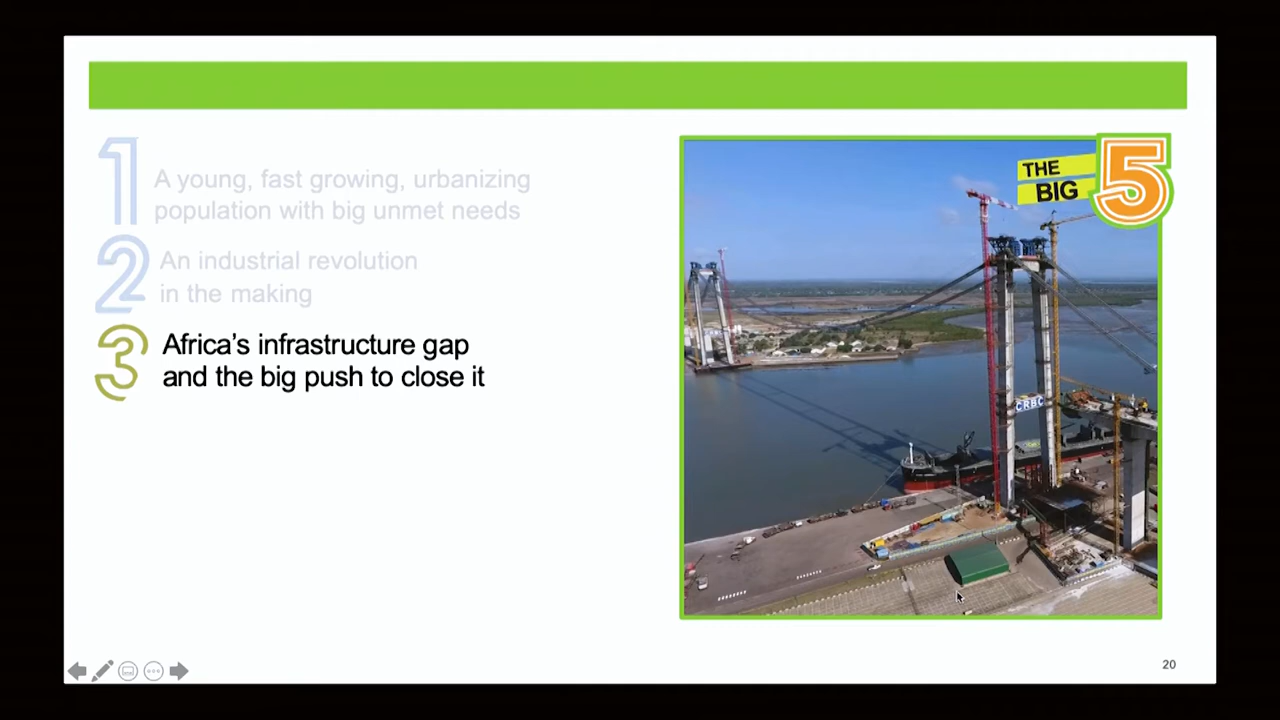 1
A young, fast growing, urbanizing
population with big unmet needs
2
An industrial revolution
in the making
3
Africa's infrastructure gap
and the big push to close it
THE
BIG
5
CRBC
20